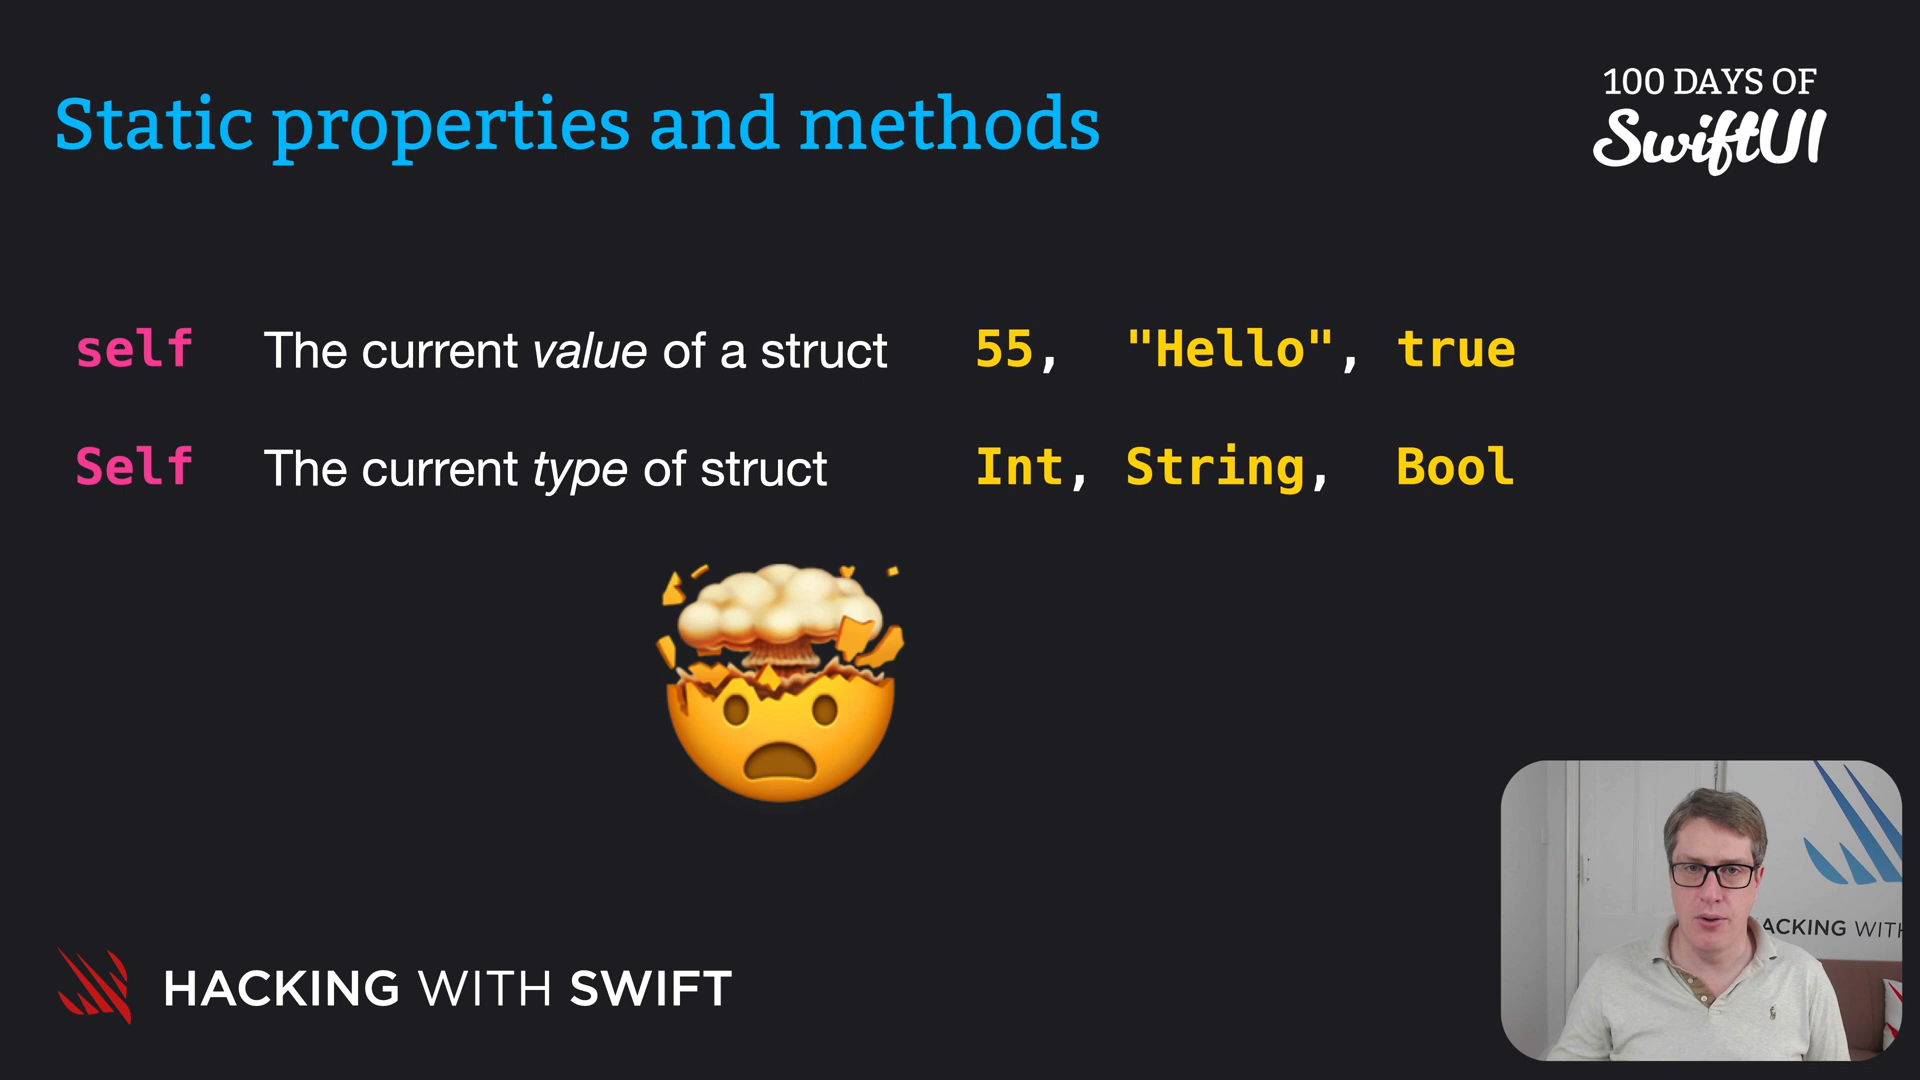 Static properties and methods
100 DAYS OF
SwiftUI
self The current value of a struct 55, "Hello", true
Self The current type of struct Int, String, Bool
ACKING WITH
HACKING WITH SWIFT